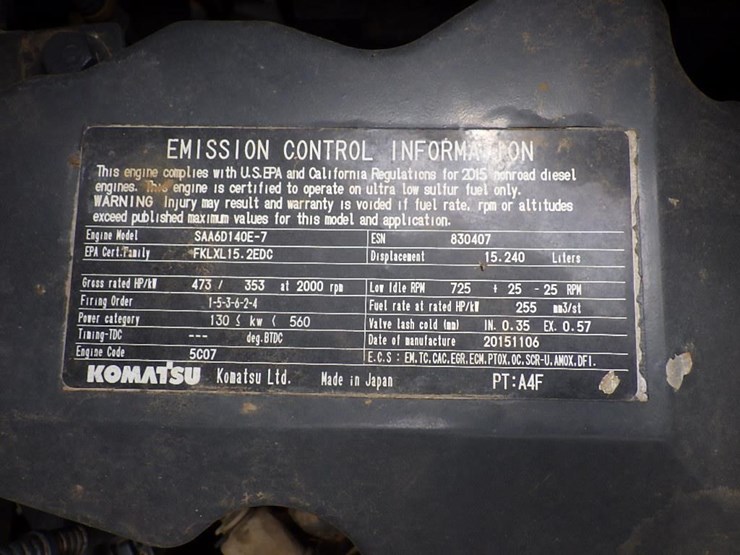 EMISSION CONTROL INFORMATION
This engine complies with U.S.EPA and California Regulations for 2015 nonroad diesel
engines. This engine is certified to operate on ultra low sulfur fuel only.
WARNING Injury may result and warranty is voided if fuel rate. rpm or altitudes
exceed published maximum values for this model and application.
Engine Model SAA6D140E-7 ESN 830407
EPA Cert.Family FKLXL15.2EDC Displacement 15.240 Liters
Gross rated HP/kW 473 / 353 at 2000 rpm Low Idle RPM 725 + 25 - 25 RPM
Firing Order 1-5-3-6-2-4 Fuel rate at rated HP/kW 255 mm3/st
Power category 130 ≤ kw < 560 Valve lash cold (mm) IN. 0.35 EX. 0.57
Timing-TDC --- deg.BTDC Date of manufacture 20151106
Engine Code 5C07 E.C.S : EM.TC.CAC.EGR.ECM.PTOX.OC.SCR-U.AMOX.DFI.
KOMATSU Komatsu Ltd. Made in Japan PT:A4F